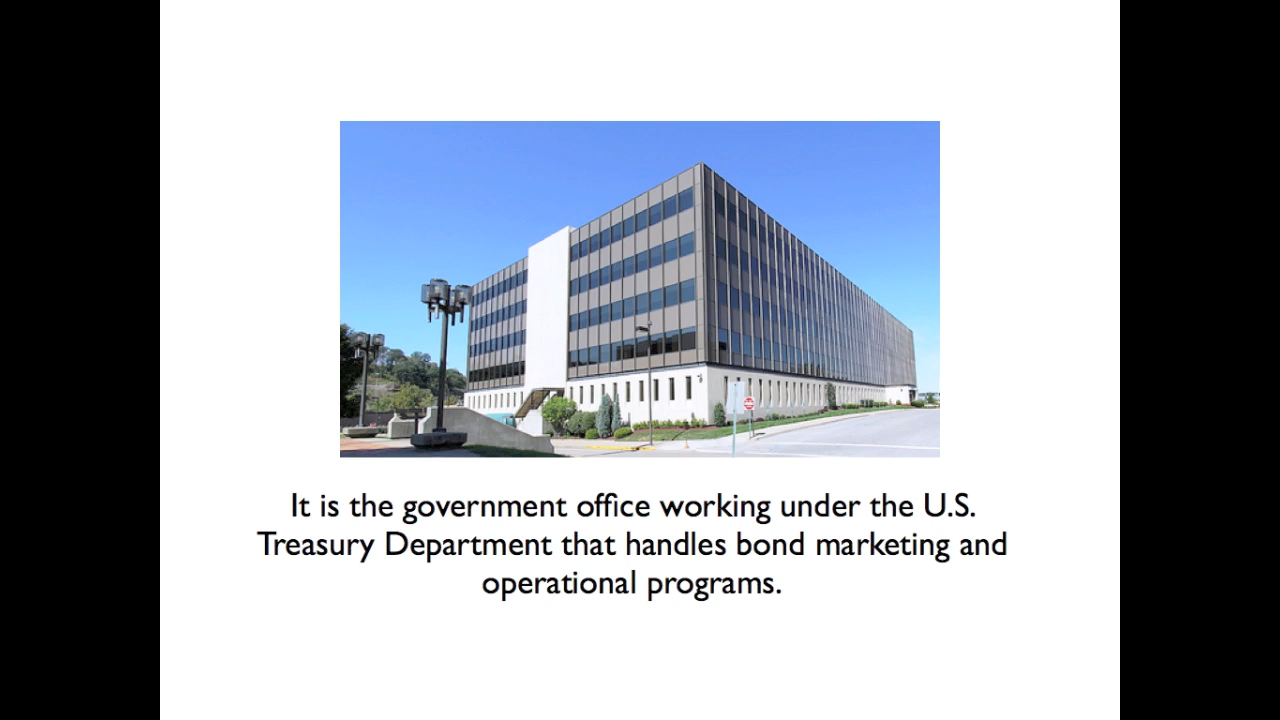 It is the government office working under the U.S.
Treasury Department that handles bond marketing and
operational programs.